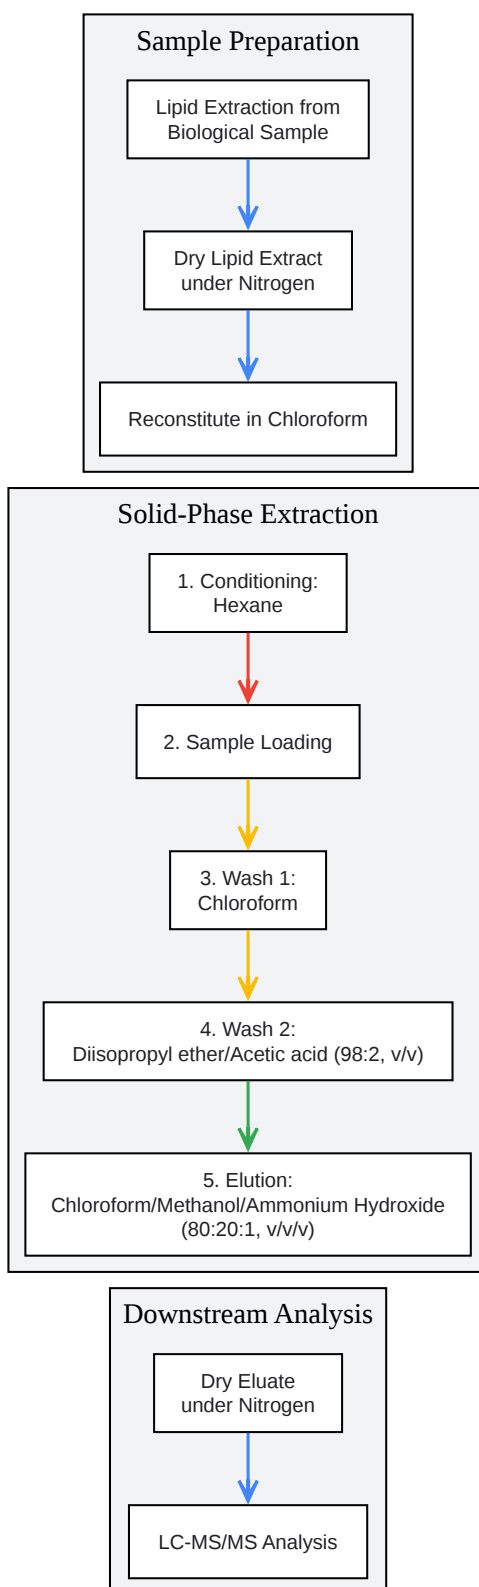 Sample Preparation
Lipid Extraction from
Biological Sample
Dry Lipid Extract
under Nitrogen
Reconstitute in Chloroform
Solid-Phase Extraction
1. Conditioning:
Hexane
2. Sample Loading
3. Wash 1:
Chloroform
4. Wash 2:
Diisopropyl ether/Acetic acid (98:2, v/v)
5. Elution:
Chloroform/Methanol/Ammonium Hydroxide
(80:20:1, v/v/v)
Downstream Analysis
Dry Eluate
under Nitrogen
LC-MS/MS Analysis